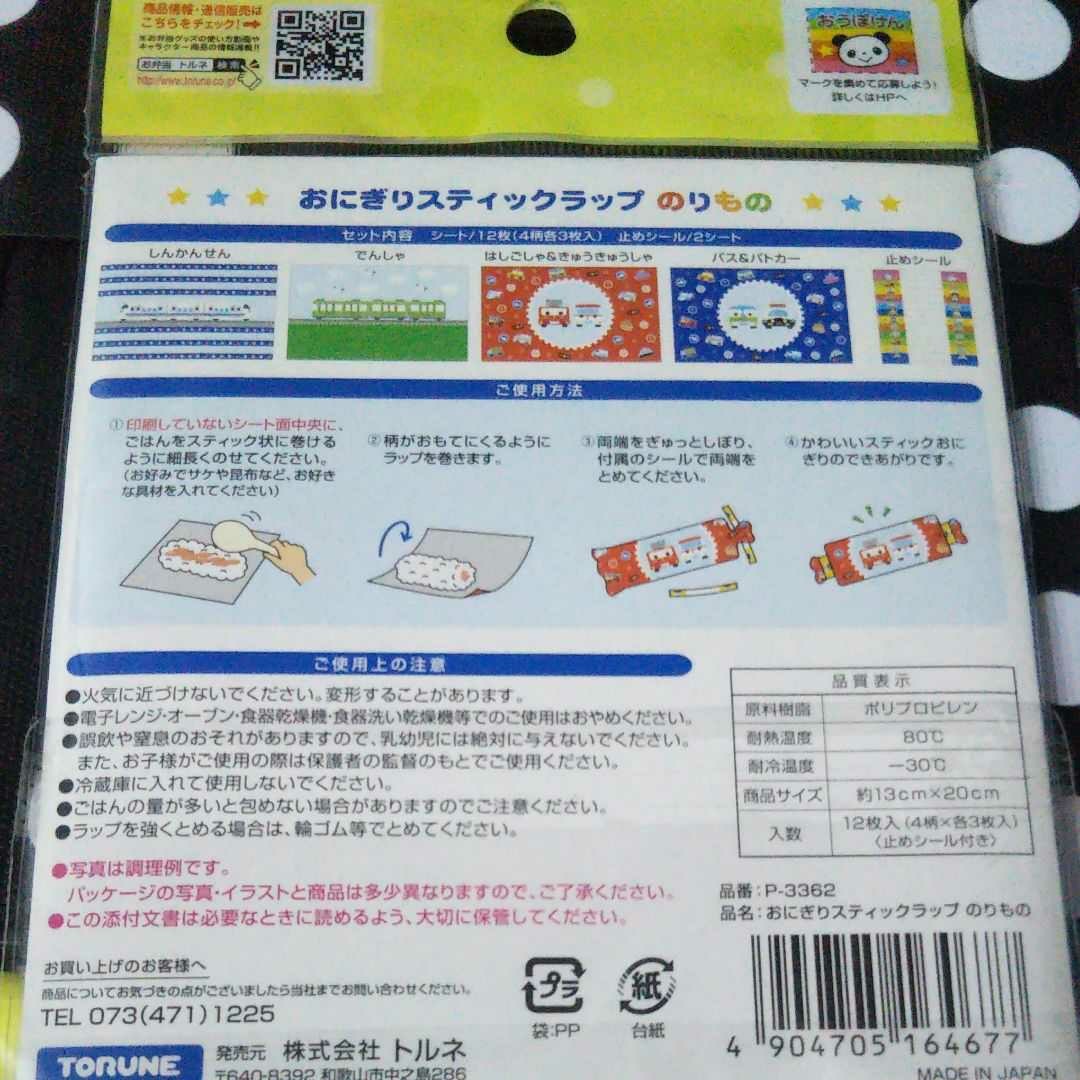 商品情報・通信販売は
こちらをチェック!
※お弁当グッズの使い方動画や
キャラクター商品の情報満載!!
お弁当 トルネ 検索
http://www.torune.co.jp/
おうぼけん
マークを集めて応募しよう!
詳しくはHPへ
おにぎりスティックラップ のりもの
セット内容 シート/12枚(4柄各3枚入) 止めシール/2シート
しんかんせん
でんしゃ
はしごしゃ&きゅうきゅうしゃ
バス&パトカー
止めシール
ご使用方法
①印刷していないシート面中央に、
ごはんをスティック状に巻ける
ように細長くのせてください。
(お好みでサケや昆布など、お好き
な具材を入れてください)
②柄がおもてにくるように
ラップを巻きます。
③両端をぎゅっとしぼり、
付属のシールで両端を
とめてください。
④かわいいスティックおに
ぎりのできあがりです。
ご使用上の注意
●火気に近づけないでください。変形することがあります。
●電子レンジ・オーブン・食器乾燥機・食器洗い乾燥機等でのご使用はおやめください。
●誤飲や窒息のおそれがありますので、乳幼児には絶対に与えないでください。
また、お子様がご使用の際は保護者の監督のもとでご使用ください。
●冷蔵庫に入れて使用しないでください。
●ごはんの量が多いと包めない場合がありますのでご注意ください。
●ラップを強くとめる場合は、輪ゴム等でとめてください。
●写真は調理例です。
パッケージの写真・イラストと商品は多少異なりますので、ご了承ください。
●この添付文書は必要なときに読めるよう、大切に保管してください。
品質表示
原料樹脂 ポリプロピレン
耐熱温度 80℃
耐冷温度 −30℃
商品サイズ 約13cm×20cm
入数 12枚入(4柄×各3枚入)
〈止めシール付き〉
品番:P-3362
品名:おにぎりスティックラップ のりもの
お買い上げのお客様へ
商品についてお気づきの点がございましたら当社までお問い合わせください。
TEL 073(471)1225
プラ
袋:PP
紙
台紙
4 904705 164677
TORUNE
発売元 株式会社 トルネ
〒640-8392 和歌山市中之島286
MADE IN JAPAN